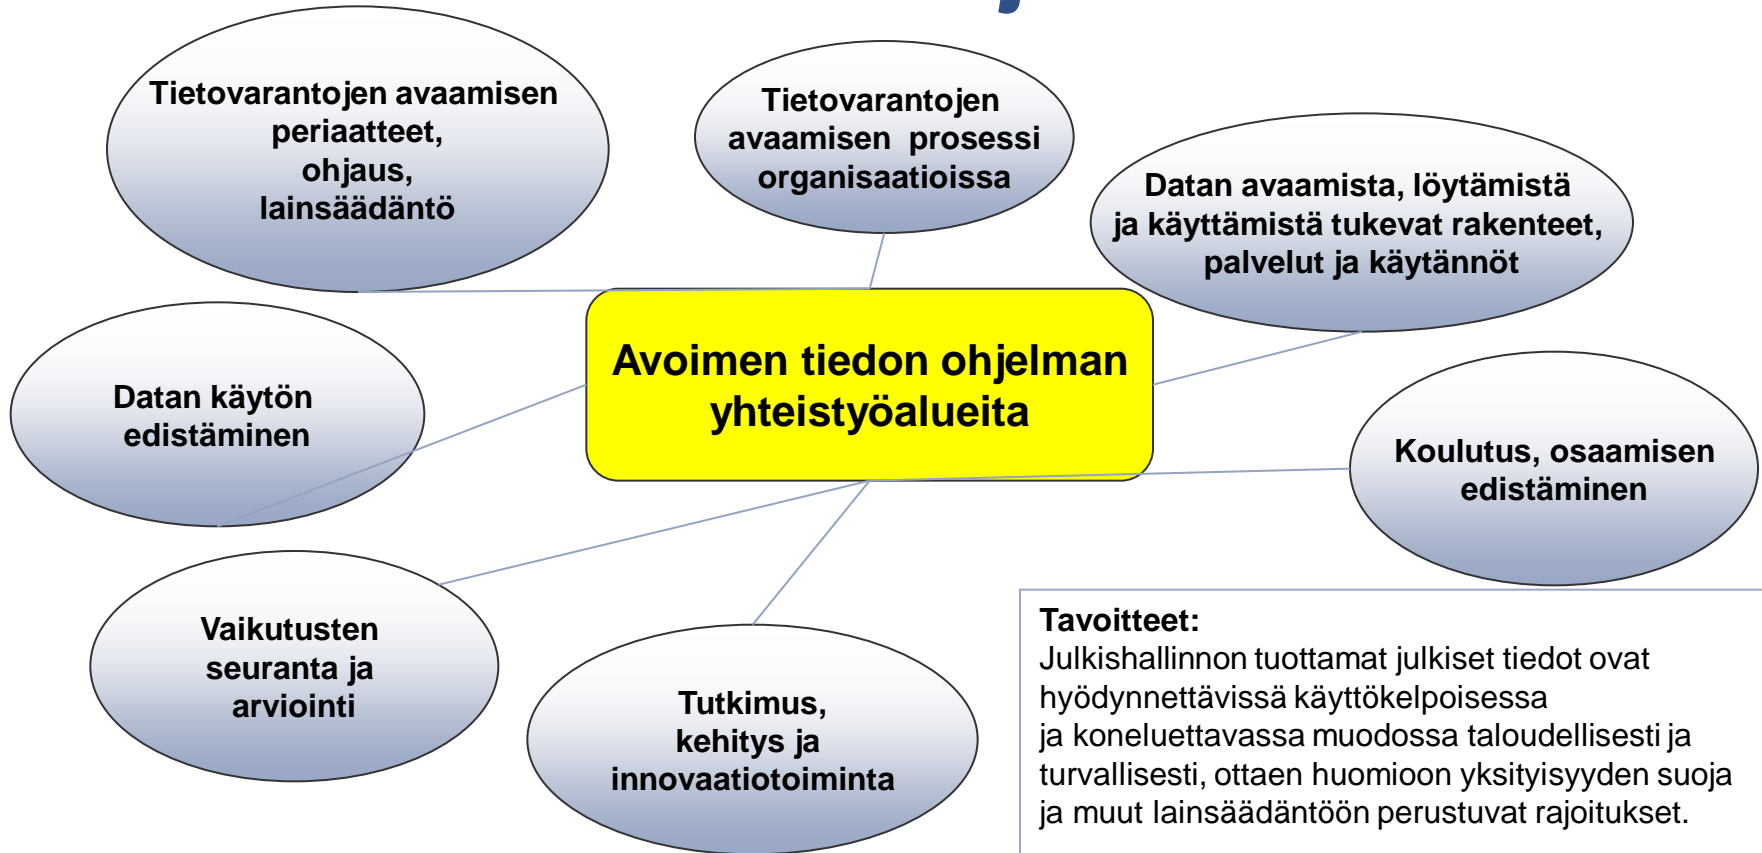 Tietovarantojen avaamisen
periaatteet,
ohjaus,
lainsäädäntö
Tietovarantojen
avaamisen prosessi
organisaatioissa
Datan avaamista, löytämistä
ja käyttämistä tukevat rakenteet,
palvelut ja käytännöt
Avoimen tiedon ohjelman
yhteistyöalueita
Datan käytön
edistäminen
Koulutus, osaamisen
edistäminen
Vaikutusten
seuranta ja
arviointi
Tutkimus,
kehitys ja
innovaatiotoiminta
Tavoitteet:
Julkishallinnon tuottamat julkiset tiedot ovat
hyödynnettävissä käyttökelpoisessa
ja koneluettavassa muodossa taloudellisesti ja
turvallisesti, ottaen huomioon yksityisyyden suoja
ja muut lainsäädäntöön perustuvat rajoitukset.